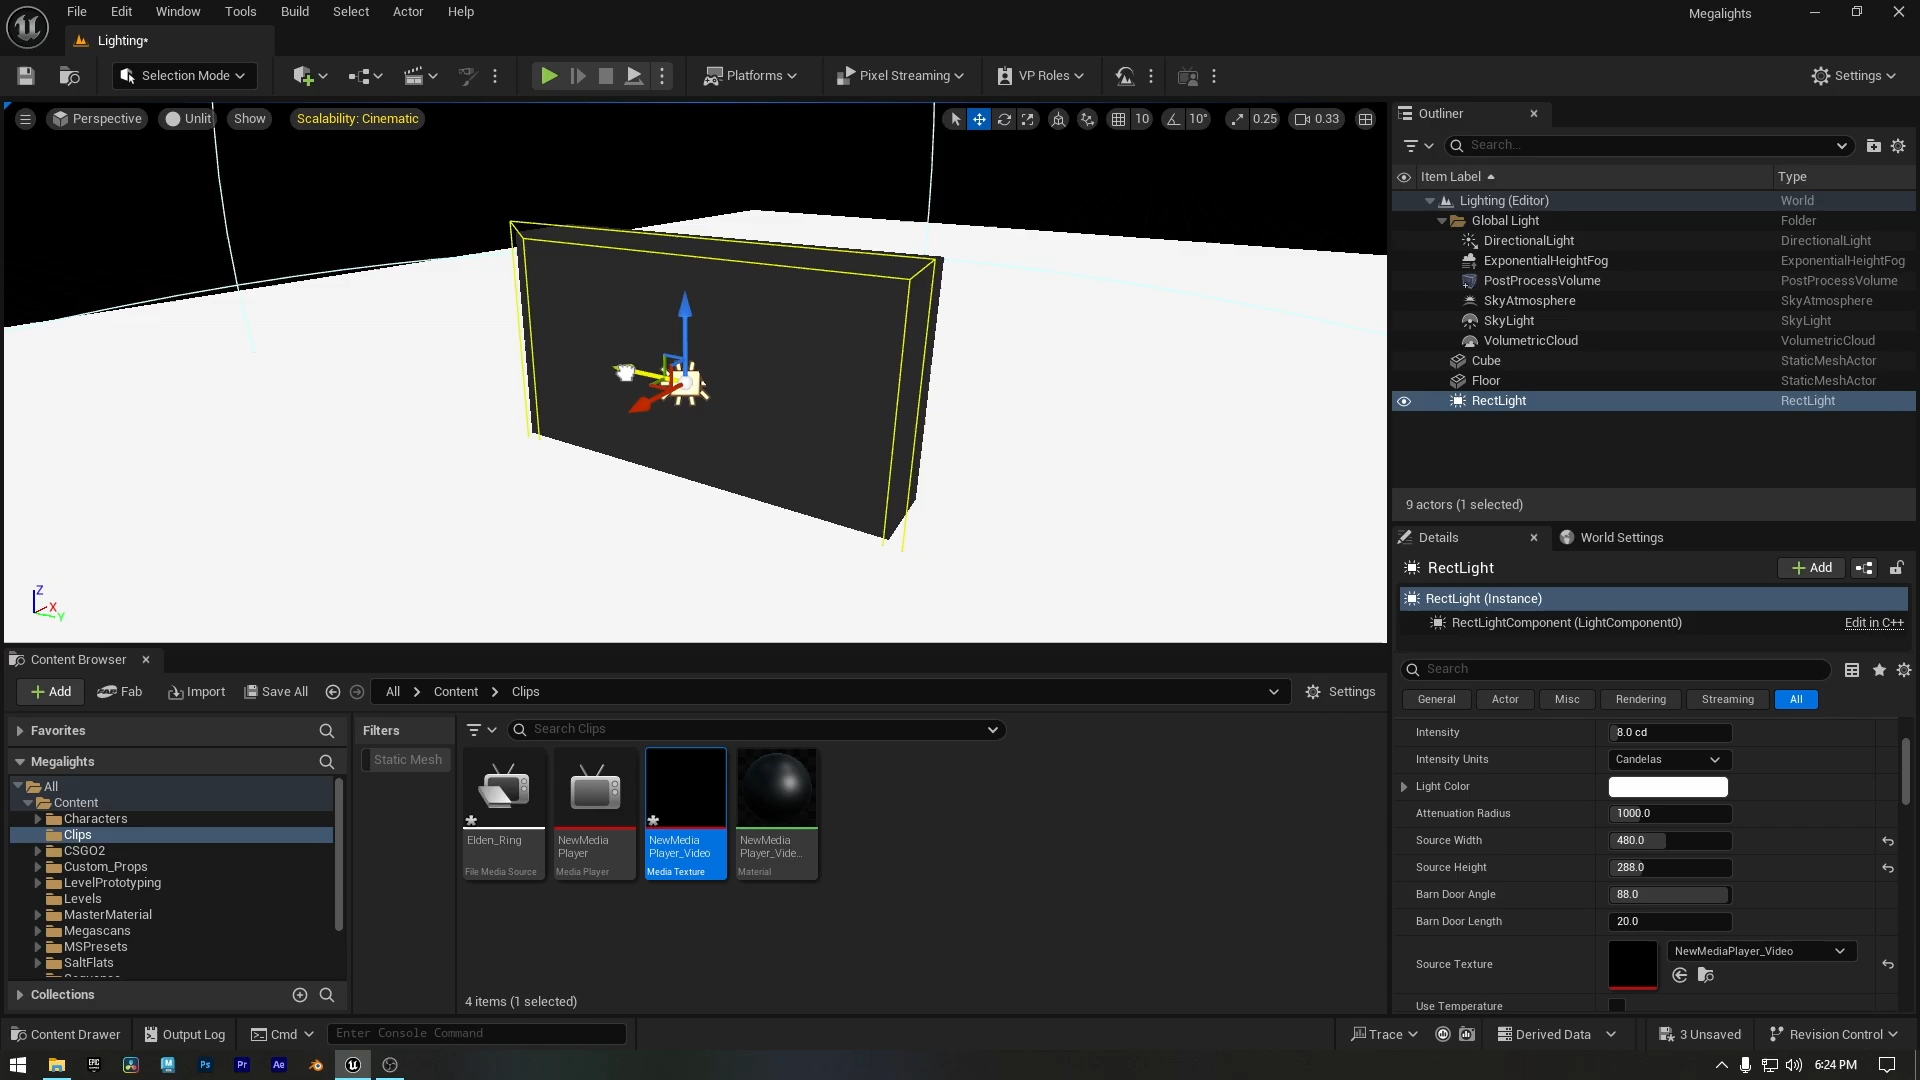 File Edit Window Tools Build Select Actor Help
Megalights
Lighting*
Selection Mode
Platforms
Pixel Streaming
VP Roles
Settings
Perspective Unlit Show Scalability: Cinematic
10 10° 0.25 0.33
Outliner
Search...
Item Label Type
Lighting (Editor) World
Global Light Folder
DirectionalLight DirectionalLight
ExponentialHeightFog ExponentialHeightFog
PostProcessVolume PostProcessVolume
SkyAtmosphere SkyAtmosphere
SkyLight SkyLight
VolumetricCloud VolumetricCloud
Cube StaticMeshActor
Floor StaticMeshActor
RectLight RectLight
9 actors (1 selected)
Z
X
Y
Details World Settings
RectLight Add
RectLight (Instance)
RectLightComponent (LightComponent0) Edit in C++
Search
General Actor Misc Rendering Streaming All
Intensity 8.0 cd
Intensity Units Candelas
Light Color
Attenuation Radius 1000.0
Source Width 480.0
Source Height 288.0
Barn Door Angle 88.0
Barn Door Length 20.0
Source Texture NewMediaPlayer_Video
Use Temperature
Content Browser
Add Fab Import Save All All Content Clips Settings
Favorites
Megalights
All
Content
Characters
Clips
CSGO2
Custom_Props
LevelPrototyping
Levels
MasterMaterial
Megascans
MSPresets
SaltFlats
Collections
Filters
Static Mesh
Search Clips
Elden_Ring
File Media Source
NewMedia
Player
Media Player
NewMedia
Player_Video
Media Texture
NewMedia
Player_Vide...
Material
4 items (1 selected)
Content Drawer Output Log Cmd Enter Console Command Trace Derived Data 3 Unsaved Revision Control
EPIC Ps Pr Ae 6:24 PM